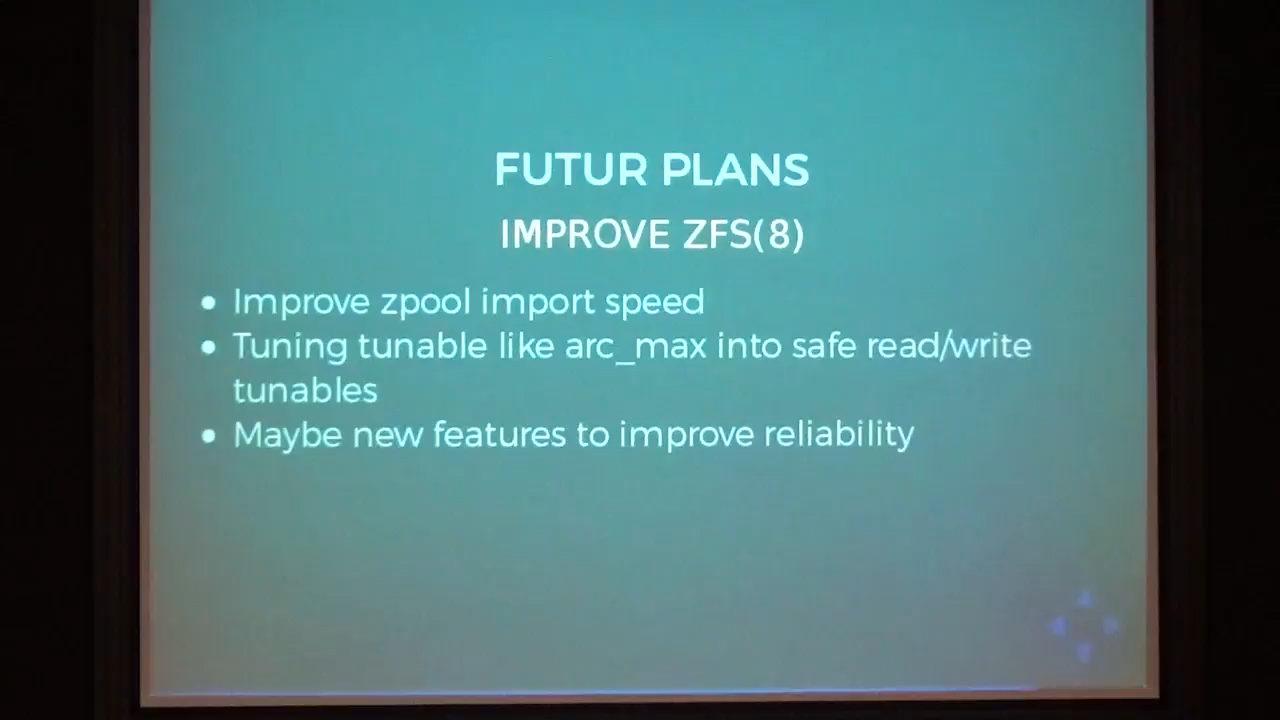 FUTUR PLANS
IMPROVE ZFS(8)
Improve zpool import speed
Tuning tunable like arc_max into safe read/write
tunables
Maybe new features to improve reliability